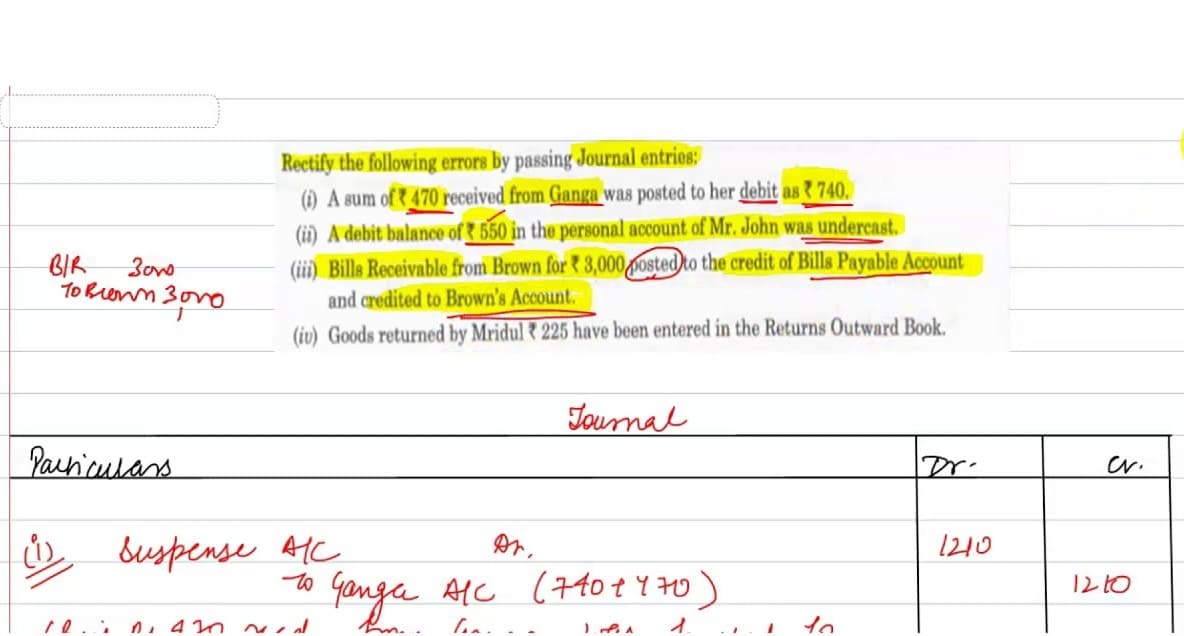 Rectify the following errors by passing Journal entries:
(i) A sum of ₹ 470 received from Ganga was posted to her debit as ₹ 740.
(ii) A debit balance of ₹ 550 in the personal account of Mr. John was undercast.
(iii) Bills Receivable from Brown for ₹ 3,000 posted to the credit of Bills Payable Account
and credited to Brown's Account.
(iv) Goods returned by Mridul ₹ 225 have been entered in the Returns Outward Book.
B/R 3000
To Brown 3000
Journal
Particulars Dr. Cr.
(i) Suspense A/C Dr. 1210
To Ganga A/C (740+470) 1210